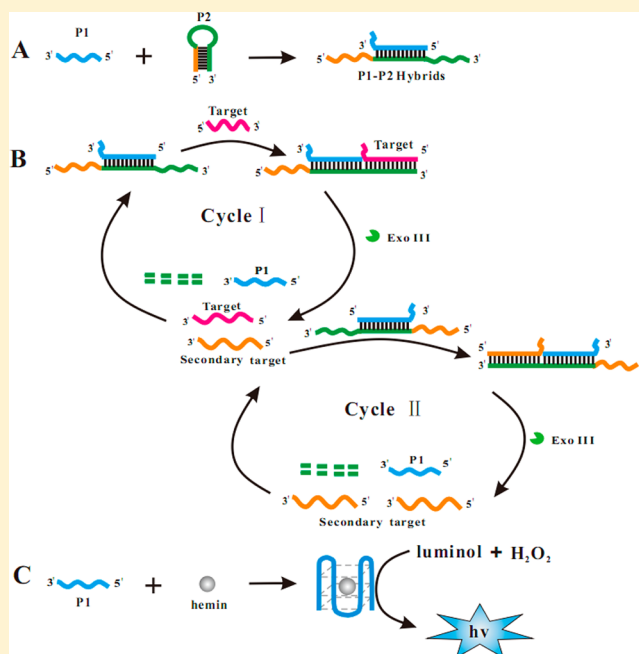 A
P1
3' 5'
+
P2
5' 3'
3' 5'
5' 3'
P1-P2 Hybrids
B
Target
5' 3'
3' 5'
5' 3'
3' Target 5'
5' 3'
Cycle I
Exo III
P1
3' 5'
Target
3' 5'
3' 5'
Secondary target
3'
3' 5'
5' 3'
3' 5'
Cycle II
Exo III
P1
3' 5'
3' 5' 3' 5'
Secondary target
C
3' 5'
P1
+
hemin
luminol + H₂O₂
hv